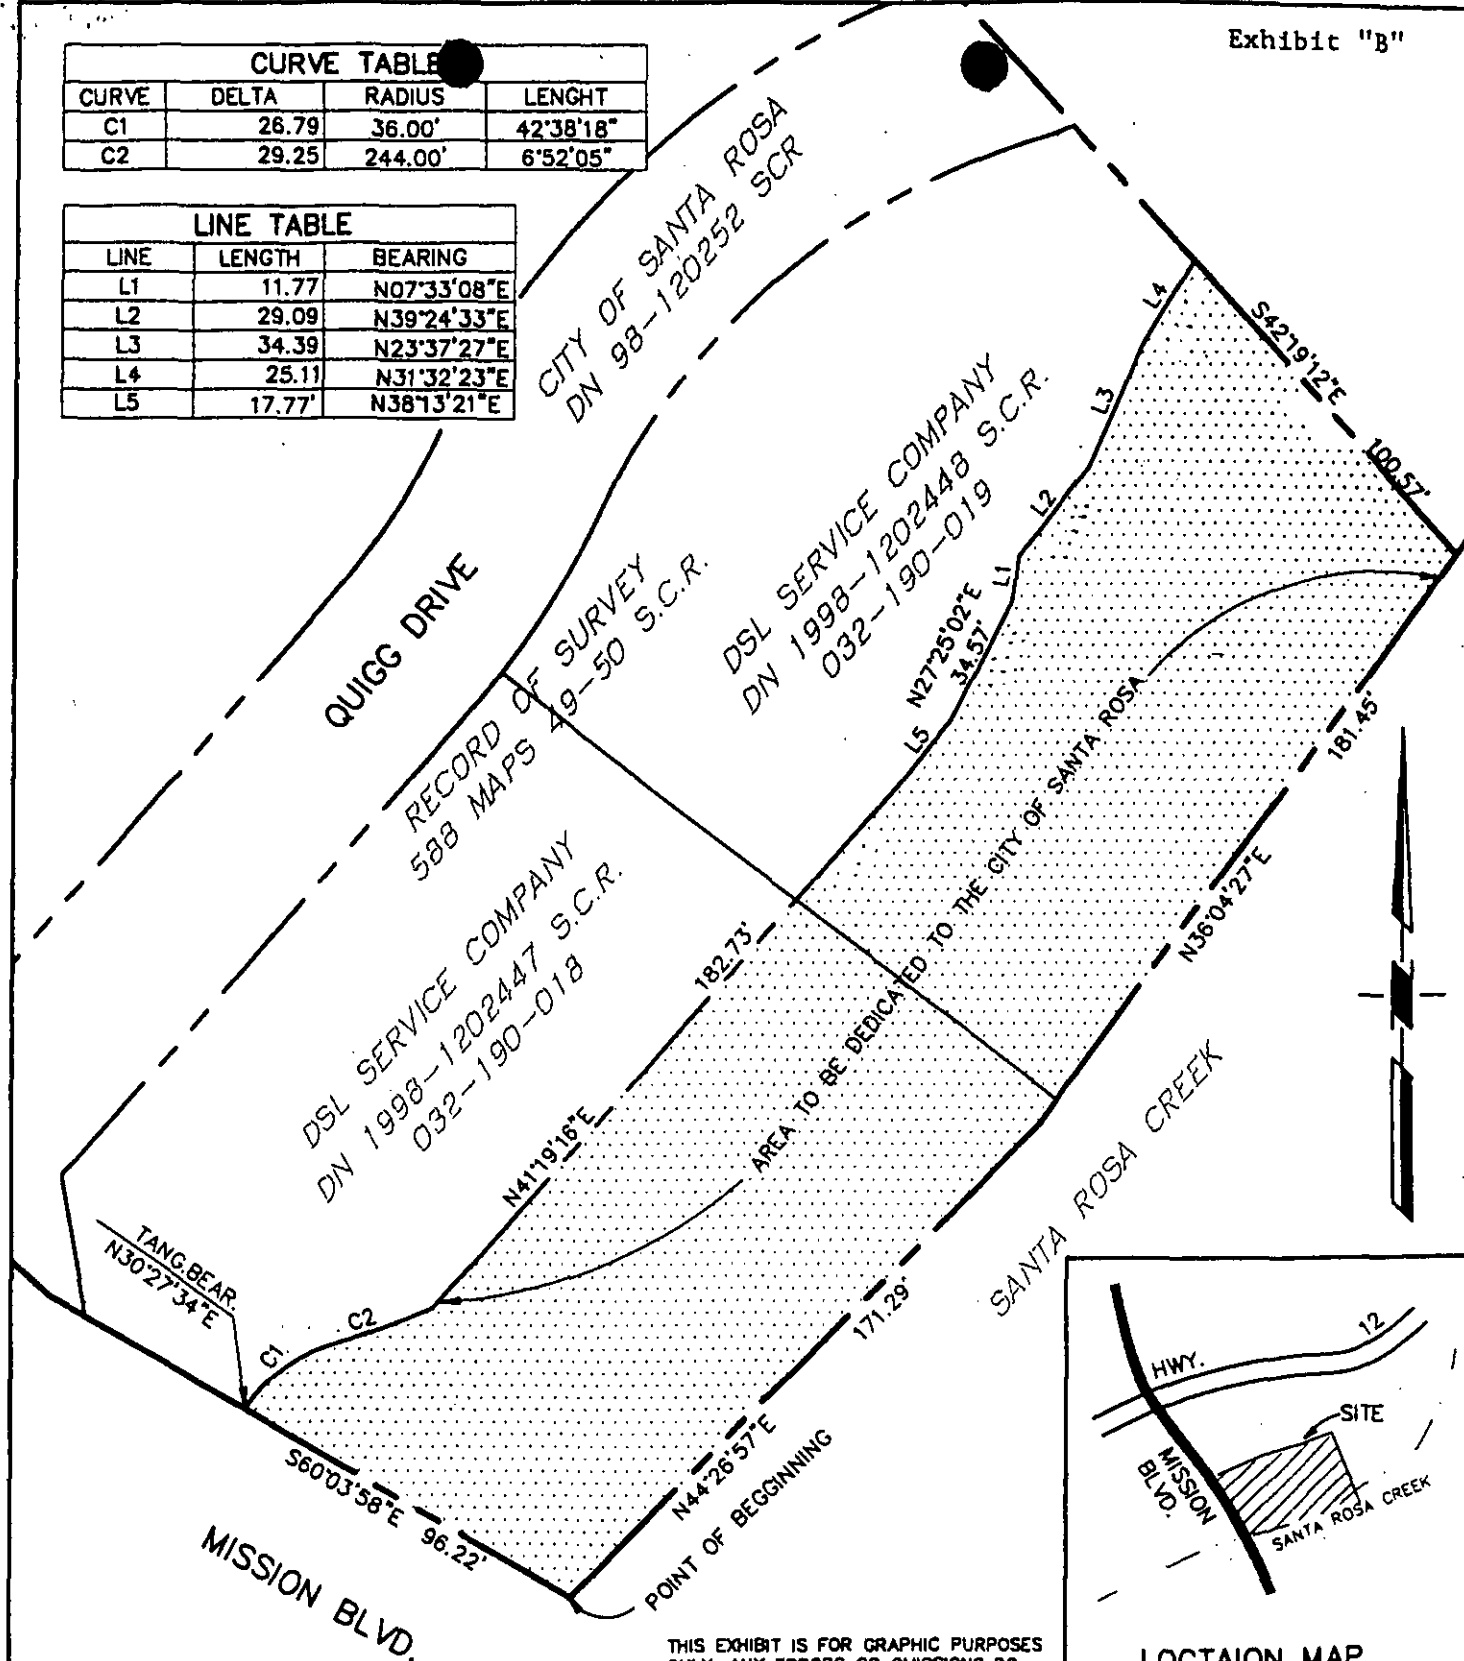 Exhibit "B"
CURVE TABLE
CURVE DELTA RADIUS LENGHT
C1 26.79 36.00' 42°38'18"
C2 29.25 244.00' 6°52'05"
LINE TABLE
LINE LENGTH BEARING
L1 11.77 N07°33'08"E
L2 29.09 N39°24'33"E
L3 34.39 N23°37'27"E
L4 25.11 N31°32'23"E
L5 17.77' N38°13'21"E
CITY OF SANTA ROSA
DN 98-120252 SCR
L4
S42°19'12"E
100.57'
L3
L2
L1
DSL SERVICE COMPANY
DN 1998-1202448 S.C.R.
032-190-019
N27°25'02"E
34.57'
L5
QUIGG DRIVE
RECORD OF SURVEY
588 MAPS 49-50 S.C.R.
181.45'
N36°04'27"E
AREA TO BE DEDICATED TO THE CITY OF SANTA ROSA
182.73'
N41°19'16"E
DSL SERVICE COMPANY
DN 1998-1202447 S.C.R.
032-190-018
SANTA ROSA CREEK
TANG.BEAR.
N30°27'34"E
C1
C2
171.29'
N44°26'57"E
POINT OF BEGGINNING
S60°03'58"E 96.22'
MISSION BLVD.
HWY. 12
SITE
MISSION
BLVD.
SANTA ROSA CREEK
THIS EXHIBIT IS FOR GRAPHIC PURPOSES
ONLY. ANY ERRORS OR OMISSIONS DO
LOCTAION MAP